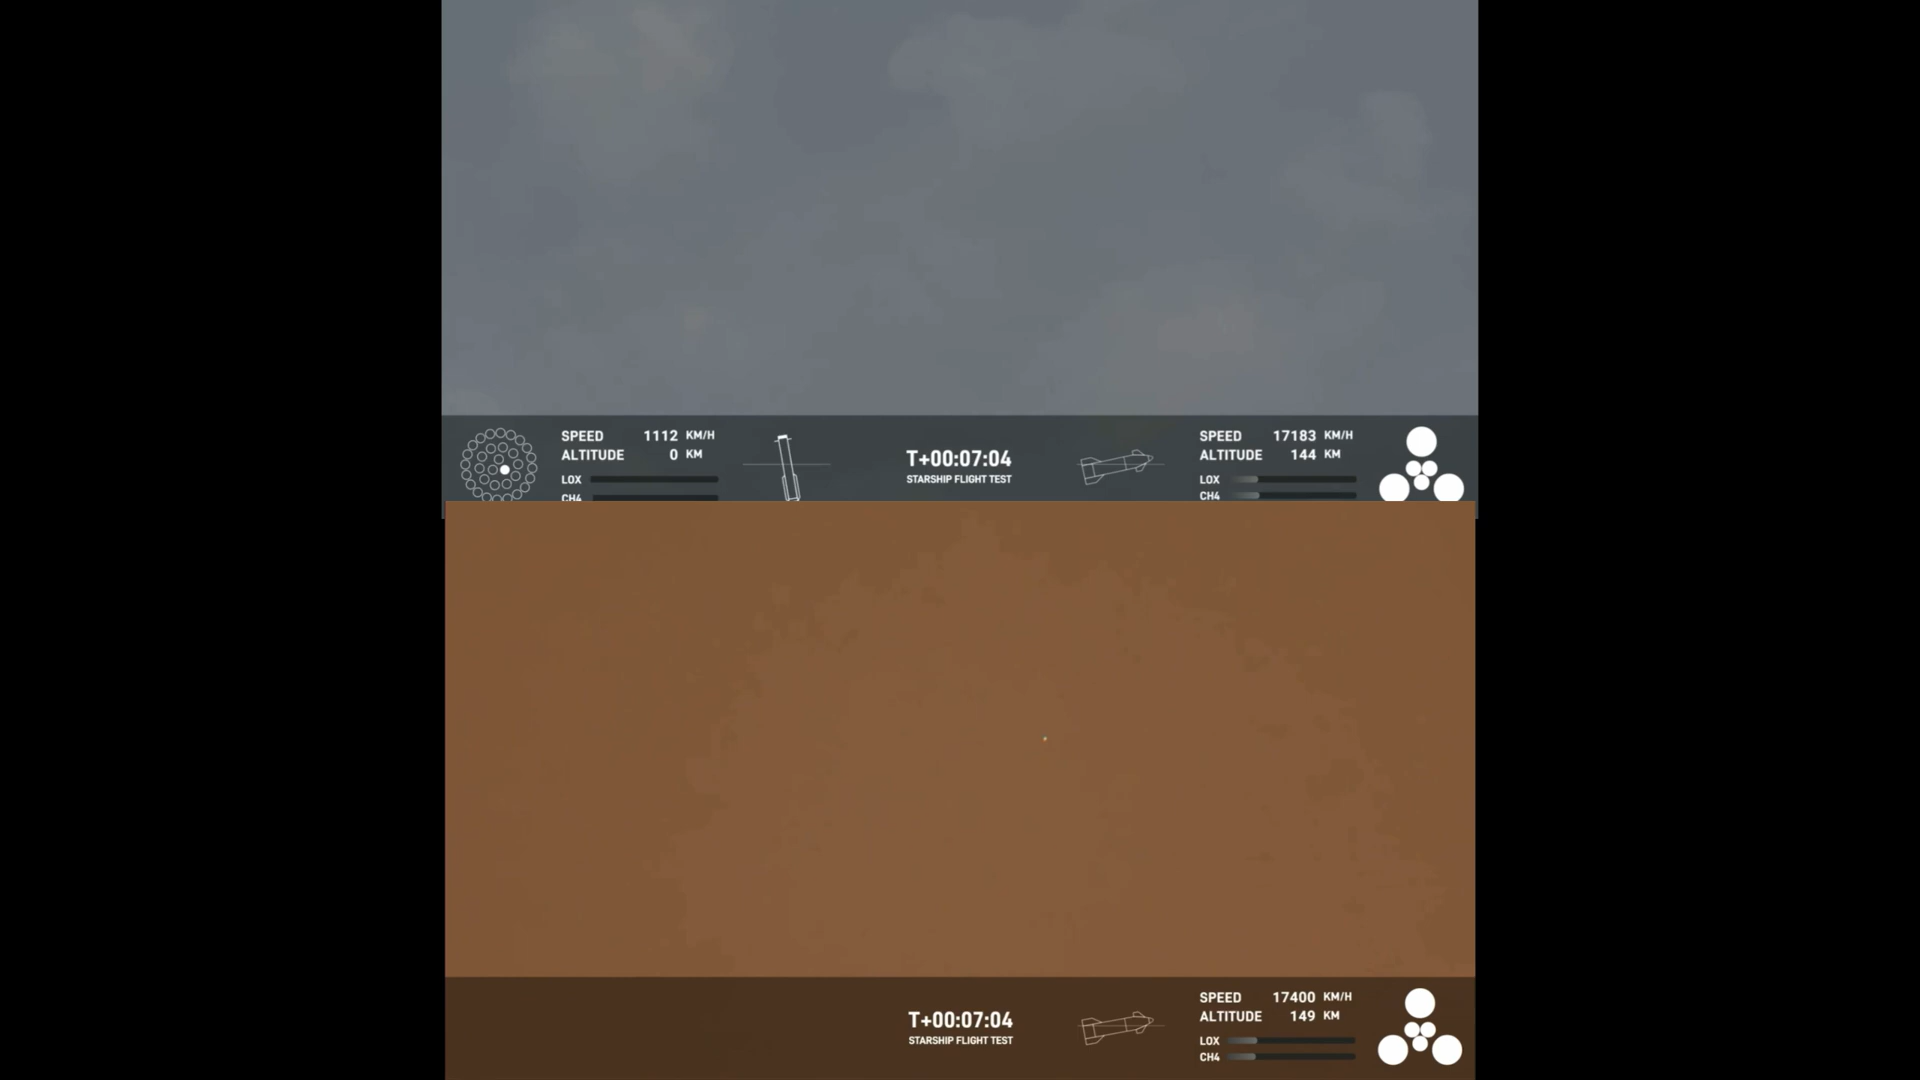 SPEED 1112 KM/H
ALTITUDE 0 KM
LOX
CH4
T+00:07:04
STARSHIP FLIGHT TEST
SPEED 17183 KM/H
ALTITUDE 144 KM
LOX
CH4
T+00:07:04
STARSHIP FLIGHT TEST
SPEED 17400 KM/H
ALTITUDE 149 KM
LOX
CH4